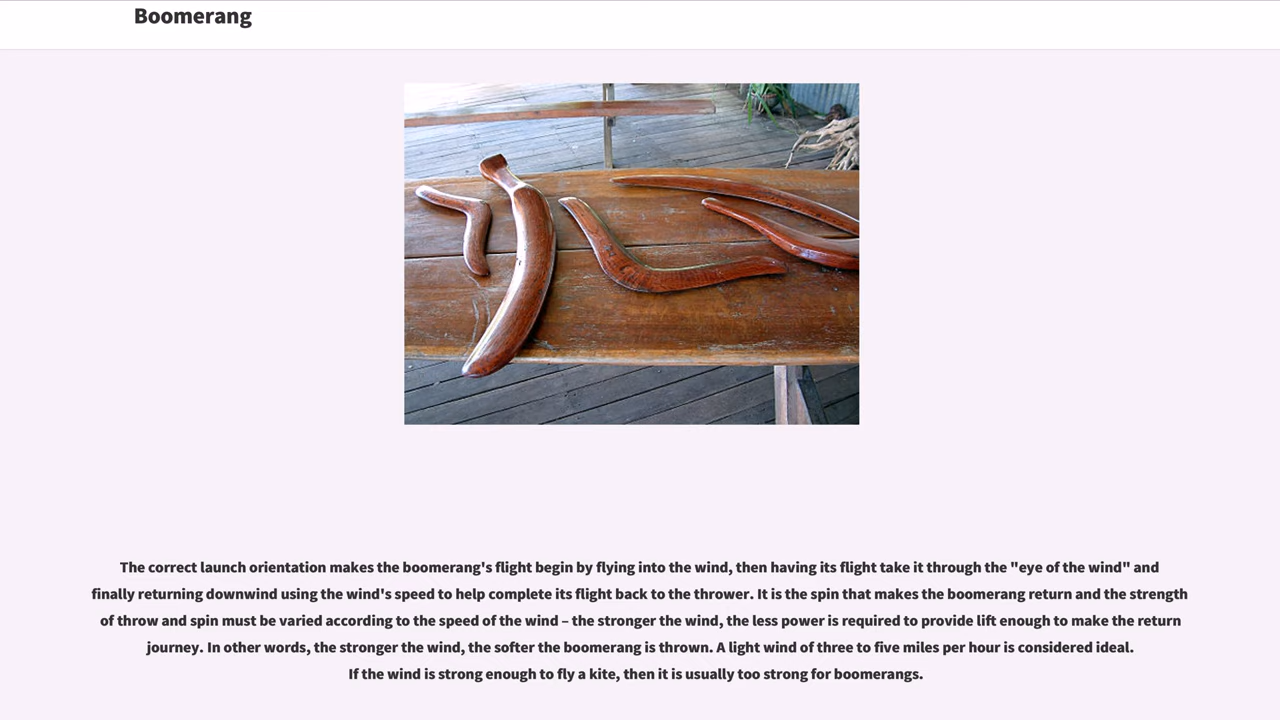 Boomerang
The correct launch orientation makes the boomerang's flight begin by flying into the wind, then having its flight take it through the "eye of the wind" and
finally returning downwind using the wind's speed to help complete its flight back to the thrower. It is the spin that makes the boomerang return and the strength
of throw and spin must be varied according to the speed of the wind – the stronger the wind, the less power is required to provide lift enough to make the return
journey. In other words, the stronger the wind, the softer the boomerang is thrown. A light wind of three to five miles per hour is considered ideal.
If the wind is strong enough to fly a kite, then it is usually too strong for boomerangs.